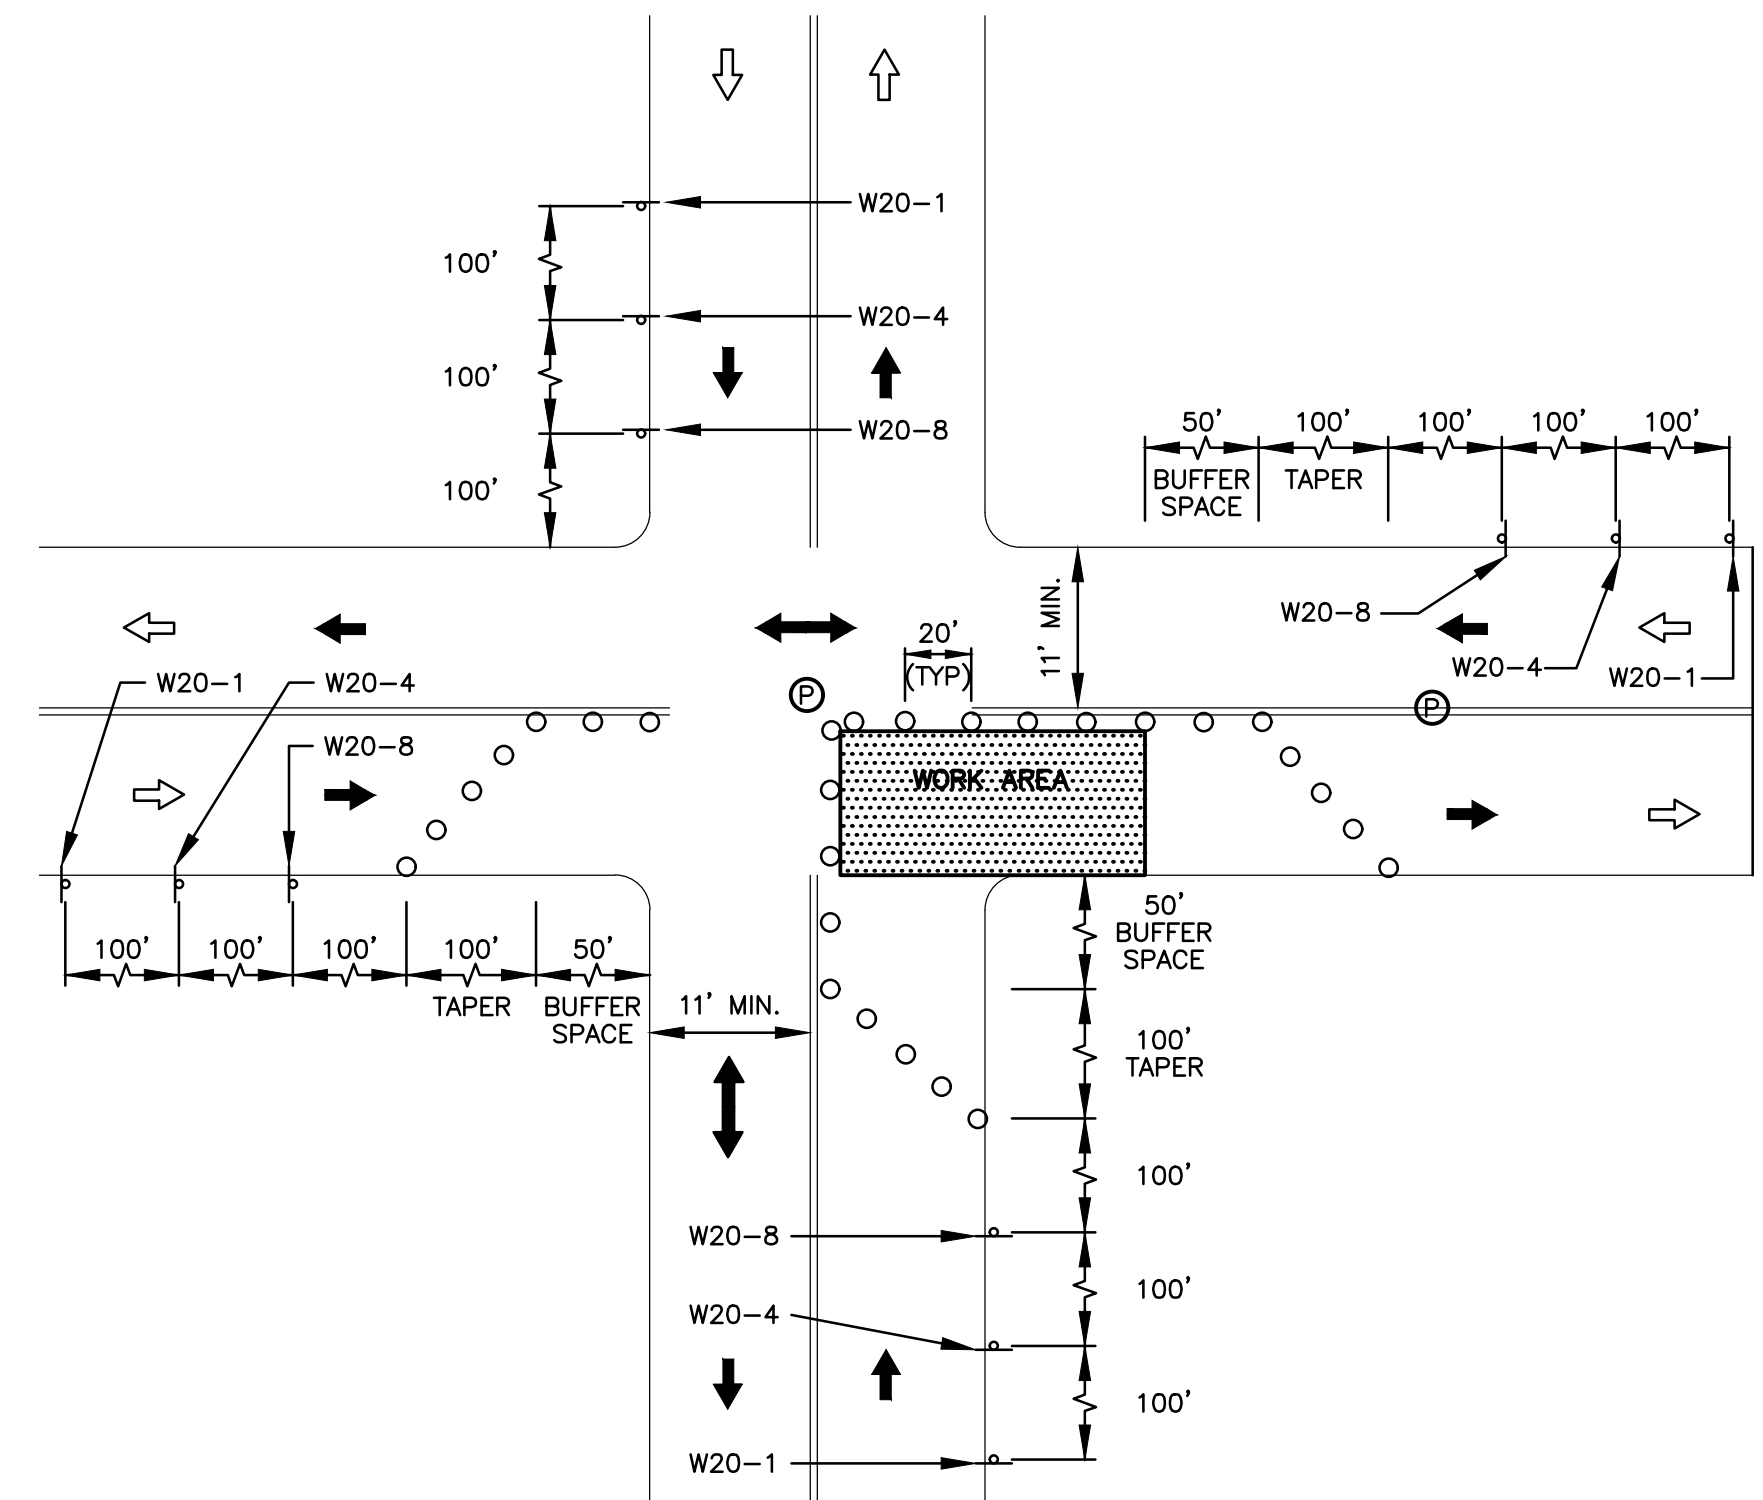 W20-1
100'
W20-4
100'
W20-8
100'
50'
100'
100'
100'
100'
BUFFER
SPACE
TAPER
11' MIN.
W20-8
20'
(TYP)
W20-4
W20-1
W20-1
W20-4
P
P
W20-8
WORK AREA
100'
100'
100'
100'
50'
TAPER
BUFFER
SPACE
50'
BUFFER
SPACE
11' MIN.
100'
TAPER
100'
W20-8
100'
W20-4
100'
W20-1